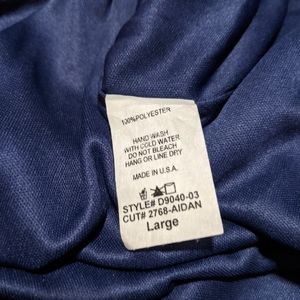 100%POLYESTER
HAND WASH
WITH COLD WATER
DO NOT BLEACH
HANG OR LINE DRY
MADE IN U.S.A.
STYLE# D9040-03
CUT# 2768-AIDAN
Large